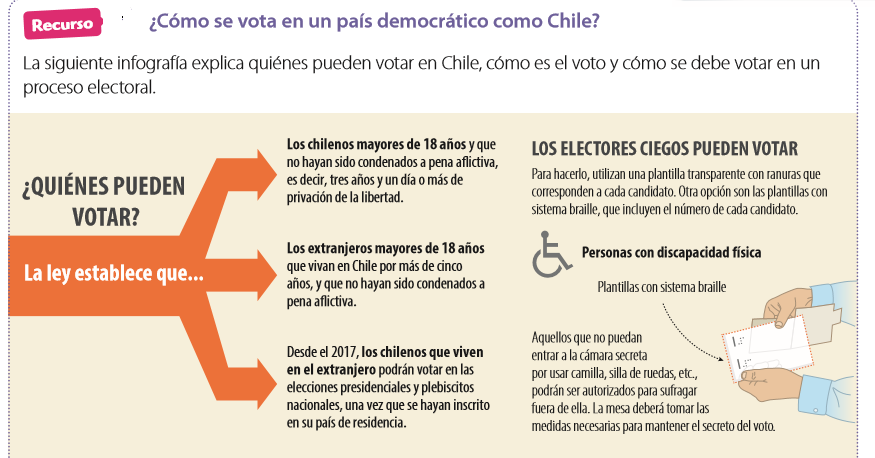 Recurso
¿Cómo se vota en un país democrático como Chile?
La siguiente infografía explica quiénes pueden votar en Chile, cómo es el voto y cómo se debe votar en un
proceso electoral.
¿QUIÉNES PUEDEN
VOTAR?
La ley establece que...
Los chilenos mayores de 18 años y que
no hayan sido condenados a pena aflictiva,
es decir, tres años y un día o más de
privación de la libertad.
Los extranjeros mayores de 18 años
que vivan en Chile por más de cinco
años, y que no hayan sido condenados a
pena aflictiva.
Desde el 2017, los chilenos que viven
en el extranjero podrán votar en las
elecciones presidenciales y plebiscitos
nacionales, una vez que se hayan inscrito
en su país de residencia.
LOS ELECTORES CIEGOS PUEDEN VOTAR
Para hacerlo, utilizan una plantilla transparente con ranuras que
corresponden a cada candidato. Otra opción son las plantillas con
sistema braille, que incluyen el número de cada candidato.
Personas con discapacidad física
Plantillas con sistema braille
Aquellos que no puedan
entrar a la cámara secreta
por usar camilla, silla de ruedas, etc.,
podrán ser autorizados para sufragar
fuera de ella. La mesa deberá tomar las
medidas necesarias para mantener el secreto del voto.